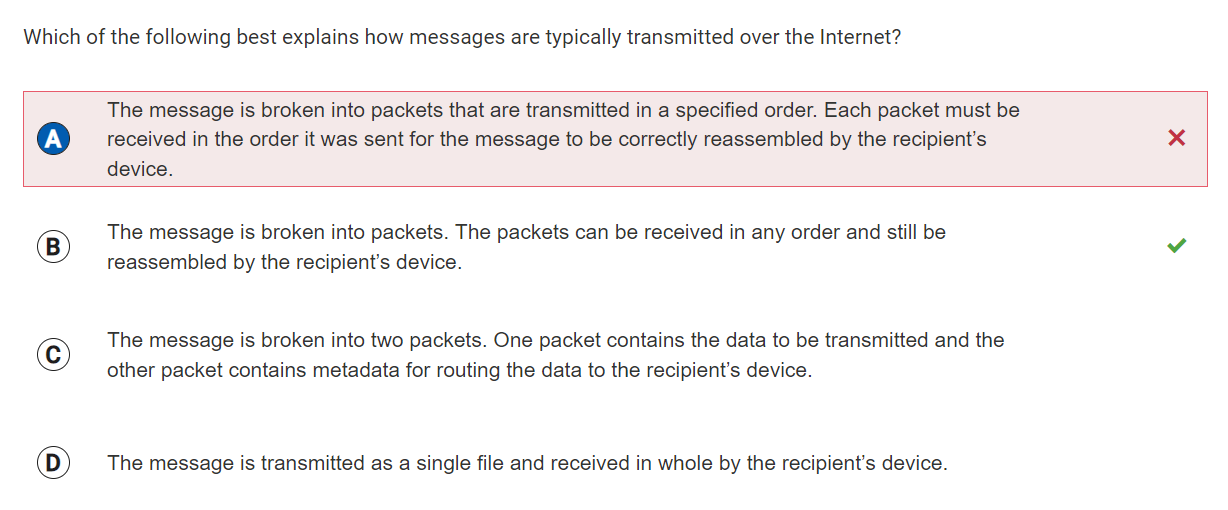 Which of the following best explains how messages are typically transmitted over the Internet?
A
The message is broken into packets that are transmitted in a specified order. Each packet must be
received in the order it was sent for the message to be correctly reassembled by the recipient’s
device.
B
The message is broken into packets. The packets can be received in any order and still be
reassembled by the recipient’s device.
C
The message is broken into two packets. One packet contains the data to be transmitted and the
other packet contains metadata for routing the data to the recipient’s device.
D
The message is transmitted as a single file and received in whole by the recipient’s device.